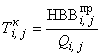 T^к_{i, j} = НВВ^пр_{i, j} / Q_{i, j}